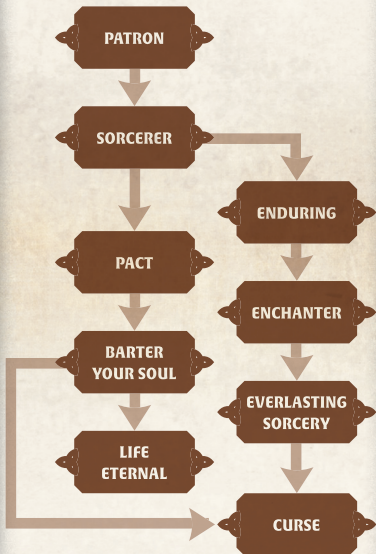 PATRON
SORCERER
ENDURING
PACT
ENCHANTER
BARTER
YOUR SOUL
EVERLASTING
SORCERY
LIFE
ETERNAL
CURSE